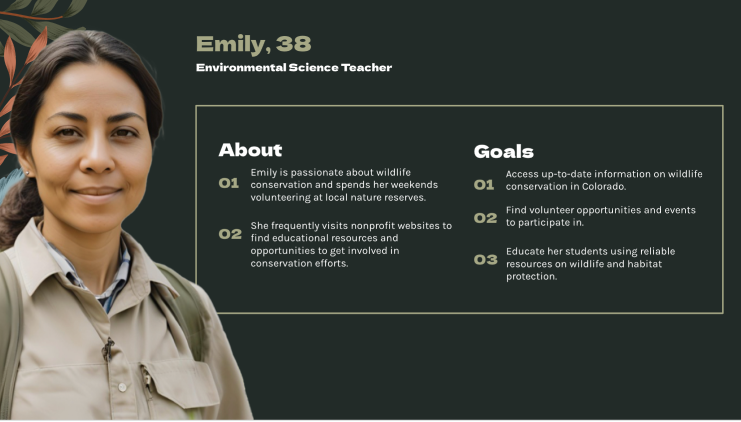 Emily, 38
Environmental Science Teacher
About
01
Emily is passionate about wildlife
conservation and spends her weekends
volunteering at local nature reserves.
02
She frequently visits nonprofit websites to
find educational resources and
opportunities to get involved in
conservation efforts.
Goals
01
Access up-to-date information on wildlife
conservation in Colorado.
02
Find volunteer opportunities and events
to participate in.
03
Educate her students using reliable
resources on wildlife and habitat
protection.